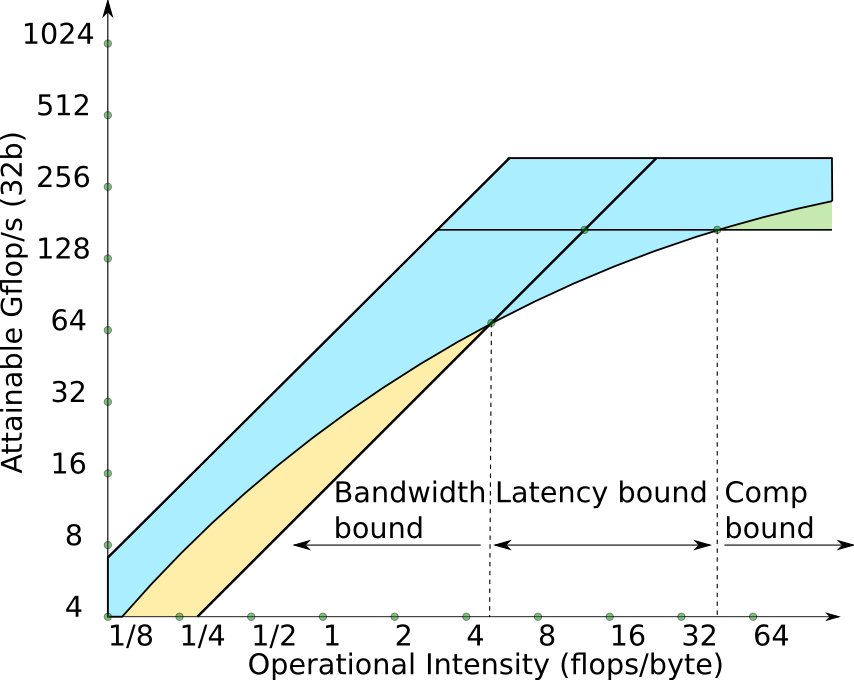 Attainable Gflop/s (32b)
1024
512
256
128
64
32
16
8
4
Bandwidth
bound
Latency bound
Comp
bound
1/8 1/4 1/2 1 2 4 8 16 32 64
Operational Intensity (flops/byte)